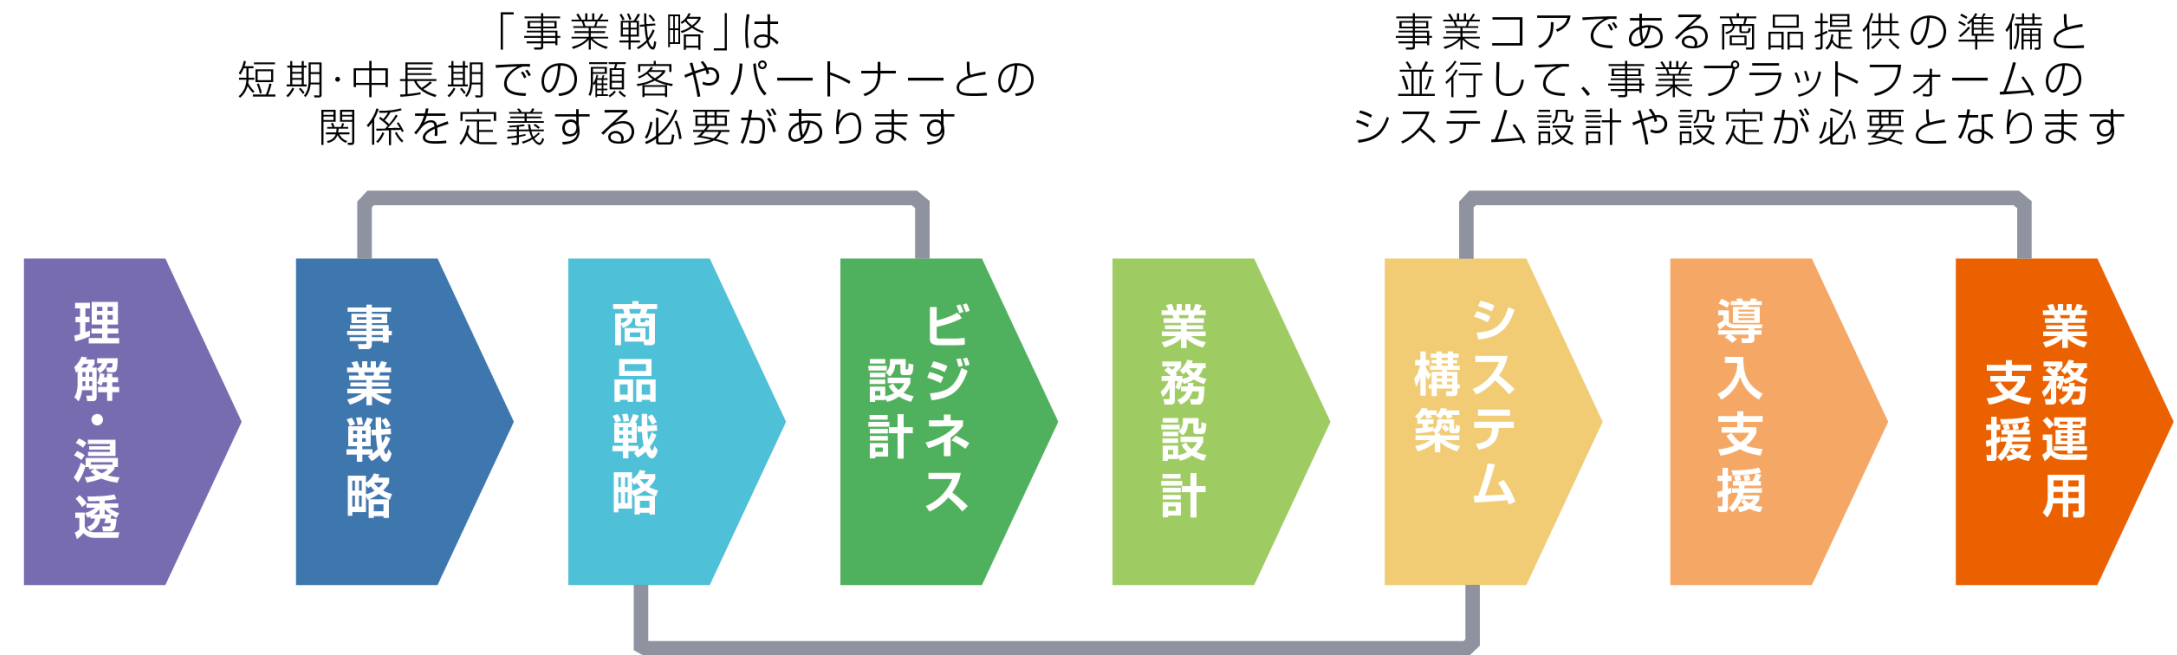 「事業戦略」は
短期・中長期での顧客やパートナーとの
関係を定義する必要があります
事業コアである商品提供の準備と
並行して、事業プラットフォームの
システム設計や設定が必要となります
理解・浸透
事業戦略
商品戦略
ビジネス
設計
業務設計
システム
構築
導入支援
業務運用
支援